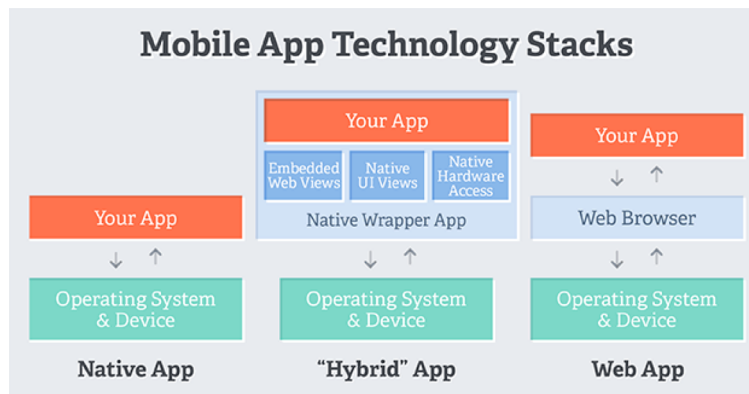 Mobile App Technology Stacks
Your App
Operating System
& Device
Native App
Your App
Embedded
Web Views
Native
UI Views
Native
Hardware
Access
Native Wrapper App
Operating System
& Device
“Hybrid” App
Your App
Web Browser
Operating System
& Device
Web App